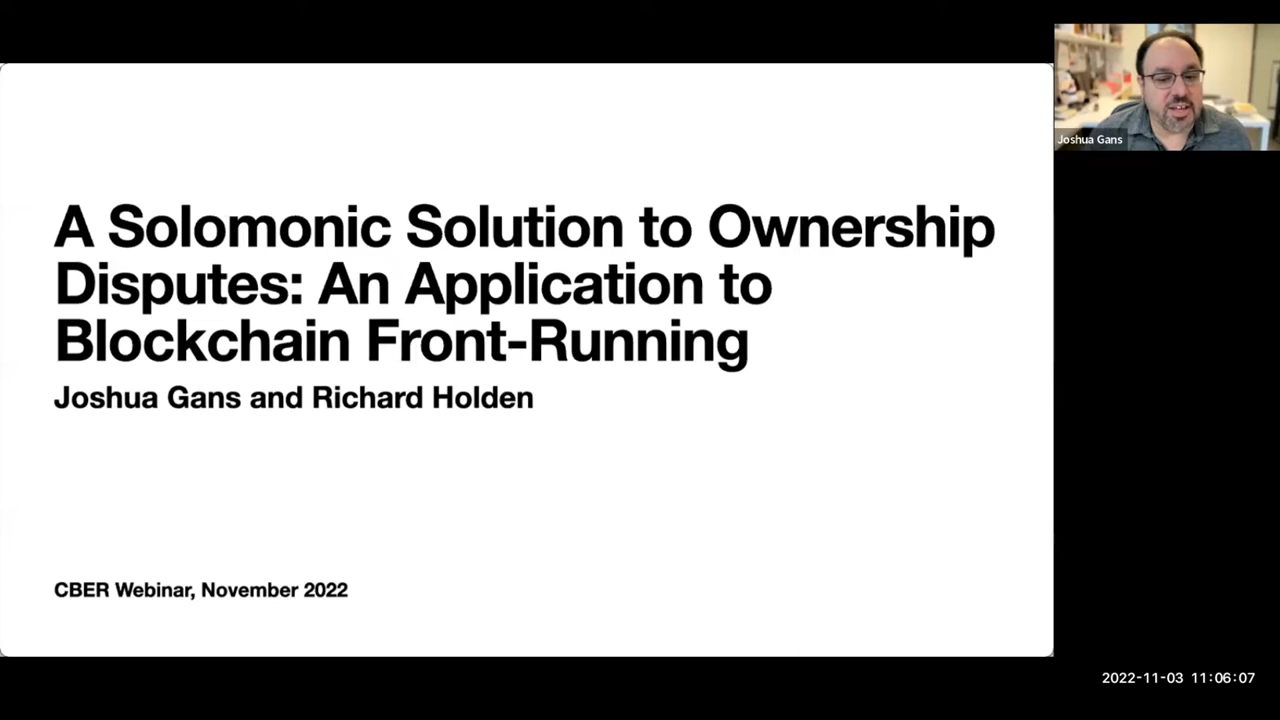 A Solomonic Solution to Ownership
Disputes: An Application to
Blockchain Front-Running
Joshua Gans and Richard Holden
CBER Webinar, November 2022
Joshua Gans
2022-11-03 11:06:07